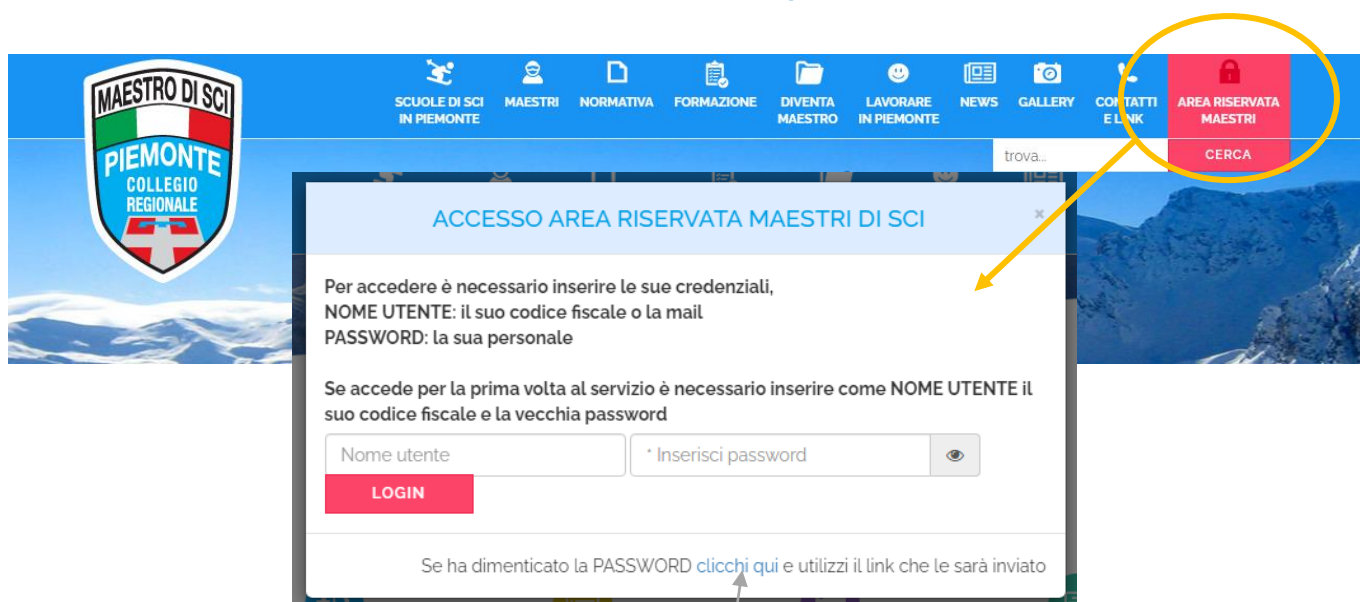 MAESTRO DI SCI
PIEMONTE
COLLEGIO
REGIONALE
SCUOLE DI SCI
IN PIEMONTE
MAESTRI
NORMATIVA
FORMAZIONE
DIVENTA
MAESTRO
LAVORARE
IN PIEMONTE
NEWS
GALLERY
CONTATTI
E LINK
AREA RISERVATA
MAESTRI
trova...
CERCA
ACCESSO AREA RISERVATA MAESTRI DI SCI
×
Per accedere è necessario inserire le sue credenziali,
NOME UTENTE: il suo codice fiscale o la mail
PASSWORD: la sua personale
Se accede per la prima volta al servizio è necessario inserire come NOME UTENTE il
suo codice fiscale e la vecchia password
Nome utente
* Inserisci password
LOGIN
Se ha dimenticato la PASSWORD clicchi qui e utilizzi il link che le sarà inviato